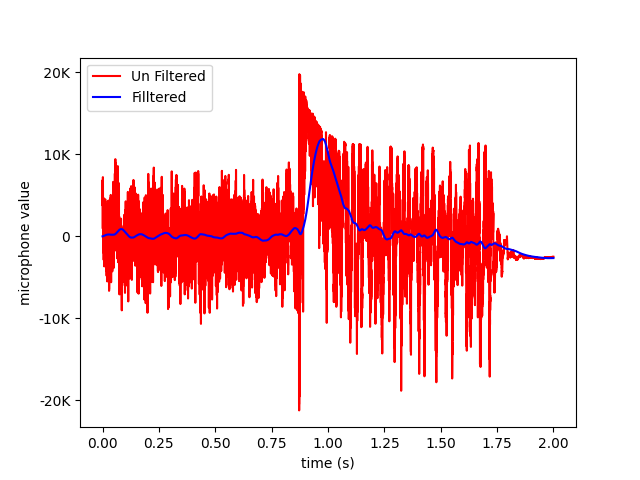 Un Filtered
Filltered
20K
10K
0
-10K
-20K
microphone value
0.00 0.25 0.50 0.75 1.00 1.25 1.50 1.75 2.00
time (s)